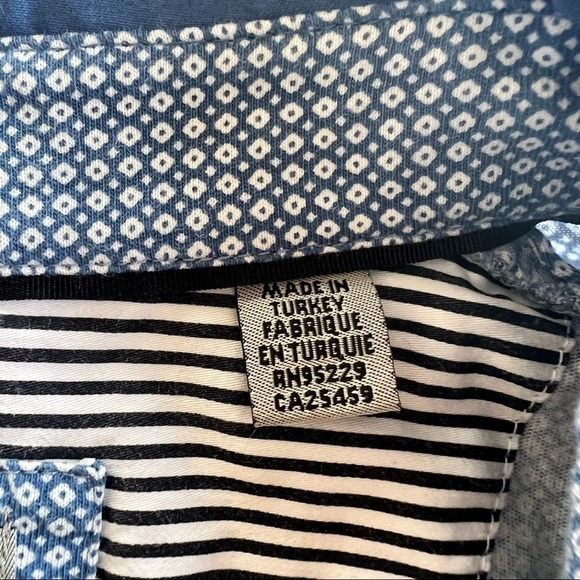 MADE IN
TURKEY
FABRIQUE
EN TURQUIE
RN95229
CA25459